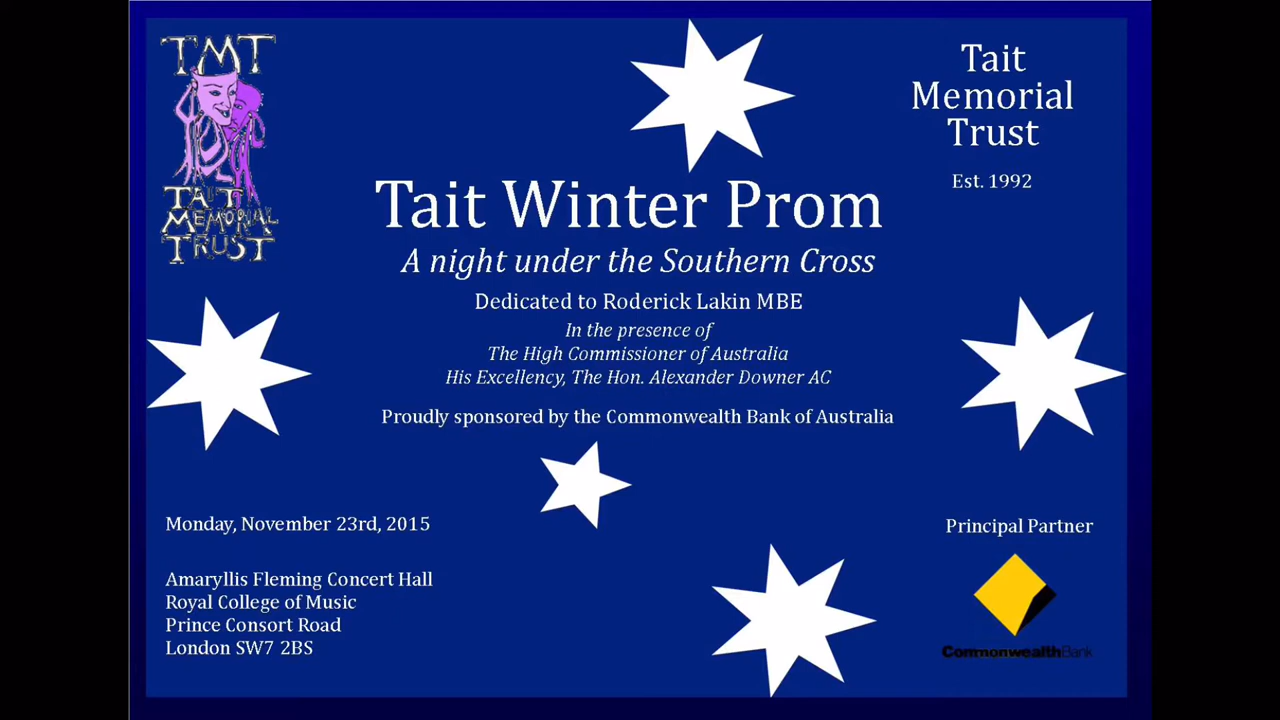 TMT
TAIT
MEMORIAL
TRUST
Tait
Memorial
Trust
Est. 1992
Tait Winter Prom
A night under the Southern Cross
Dedicated to Roderick Lakin MBE
In the presence of
The High Commissioner of Australia
His Excellency, The Hon. Alexander Downer AC
Proudly sponsored by the Commonwealth Bank of Australia
Monday, November 23rd, 2015
Amaryllis Fleming Concert Hall
Royal College of Music
Prince Consort Road
London SW7 2BS
Principal Partner
CommonwealthBank